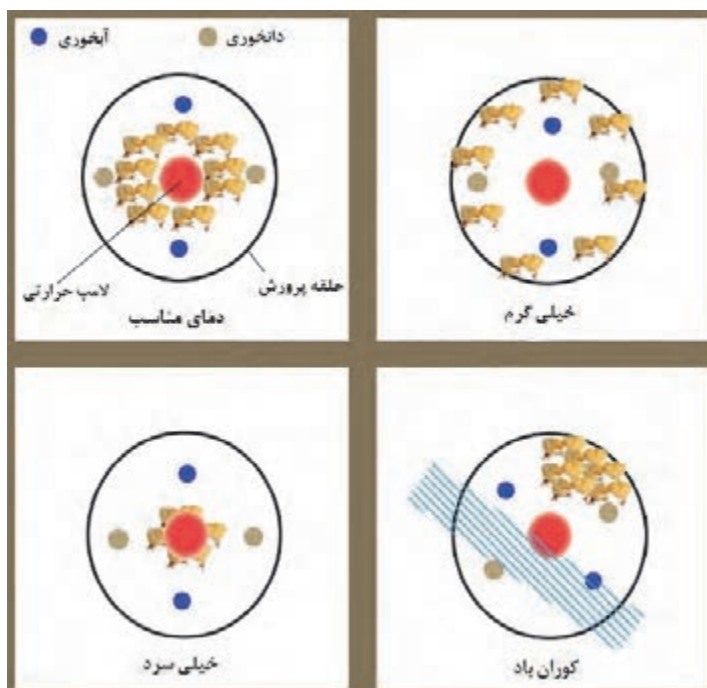 آبخوری
دانخوری
لامپ حرارتی
حلقه پرورش
دمای مناسب
خیلی گرم
خیلی سرد
کوران باد